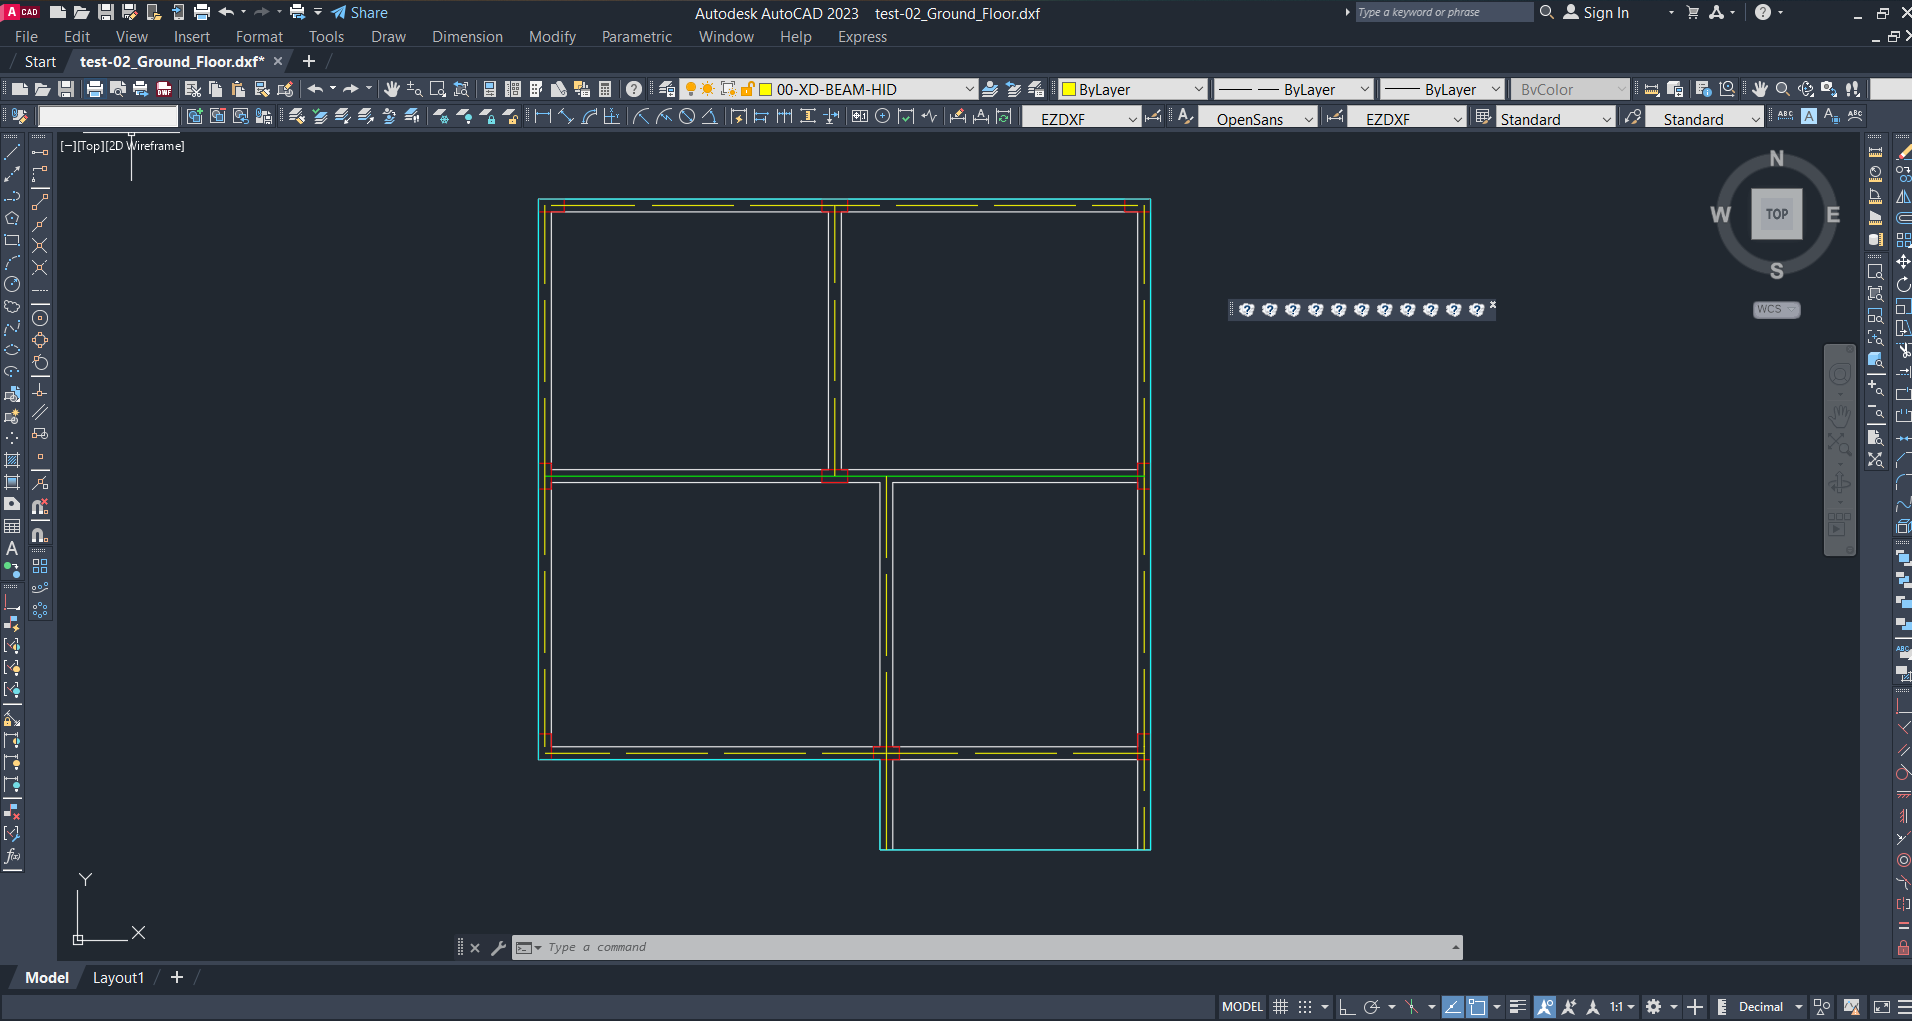 A CAD Share Autodesk AutoCAD 2023 test-02_Ground_Floor.dxf Type a keyword or phrase Sign In
File Edit View Insert Format Tools Draw Dimension Modify Parametric Window Help Express
Start test-02_Ground_Floor.dxf*
00-XD-BEAM-HID ByLayer ByLayer ByLayer ByColor
EZDXF OpenSans EZDXF Standard Standard
[−][Top][2D Wireframe]
N
W TOP E
S
WCS
Y
X
Type a command
Model Layout1
MODEL 1:1 Decimal